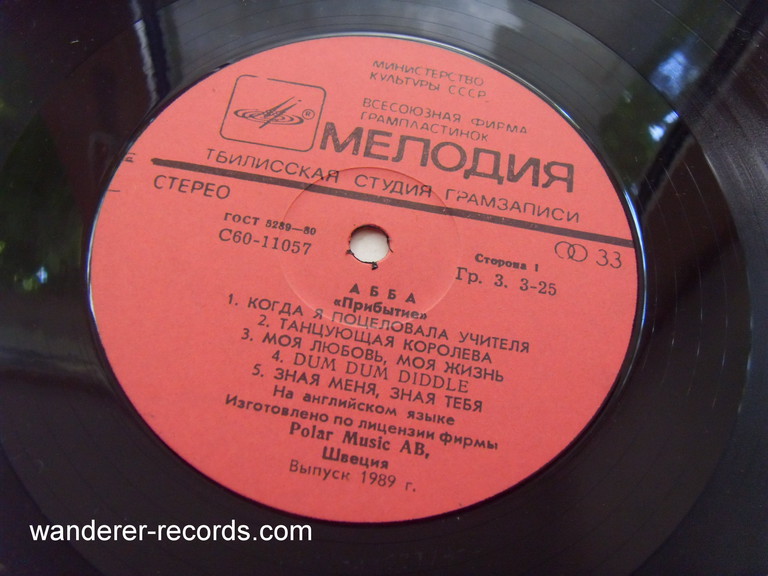 МИНИСТЕРСТВО
КУЛЬТУРЫ СССР
ВСЕСОЮЗНАЯ ФИРМА
ГРАМПЛАСТИНОК
®
МЕЛОДИЯ
ТБИЛИССКАЯ СТУДИЯ ГРАМЗАПИСИ
СТЕРЕО
33
ГОСТ 5289—80
С60-11057
Сторона 1
Гр. 3. 3-25
АББА
«Прибытие»
1. КОГДА Я ПОЦЕЛОВАЛА УЧИТЕЛЯ
2. ТАНЦУЮЩАЯ КОРОЛЕВА
3. МОЯ ЛЮБОВЬ, МОЯ ЖИЗНЬ
4. DUM DUM DIDDLE
5. ЗНАЯ МЕНЯ, ЗНАЯ ТЕБЯ
На английском языке
Изготовлено по лицензии фирмы
Polar Music AB,
Швеция
Выпуск 1989 г.
wanderer-records.com